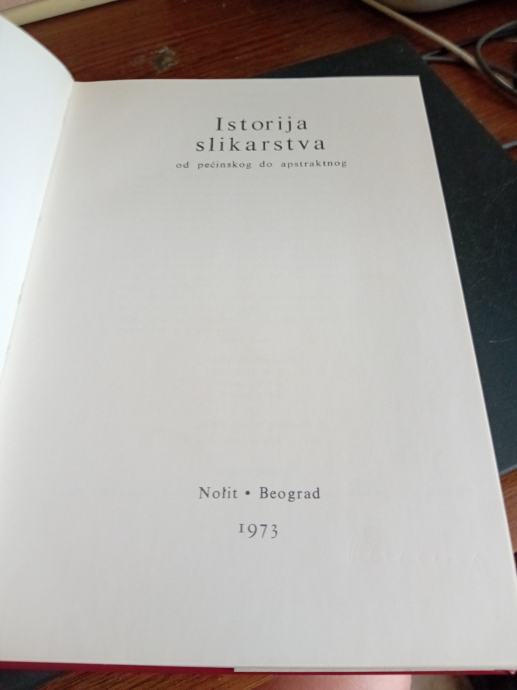 Istorija
slikarstva
od pećinskog do apstraktnog
Nolit • Beograd
1973